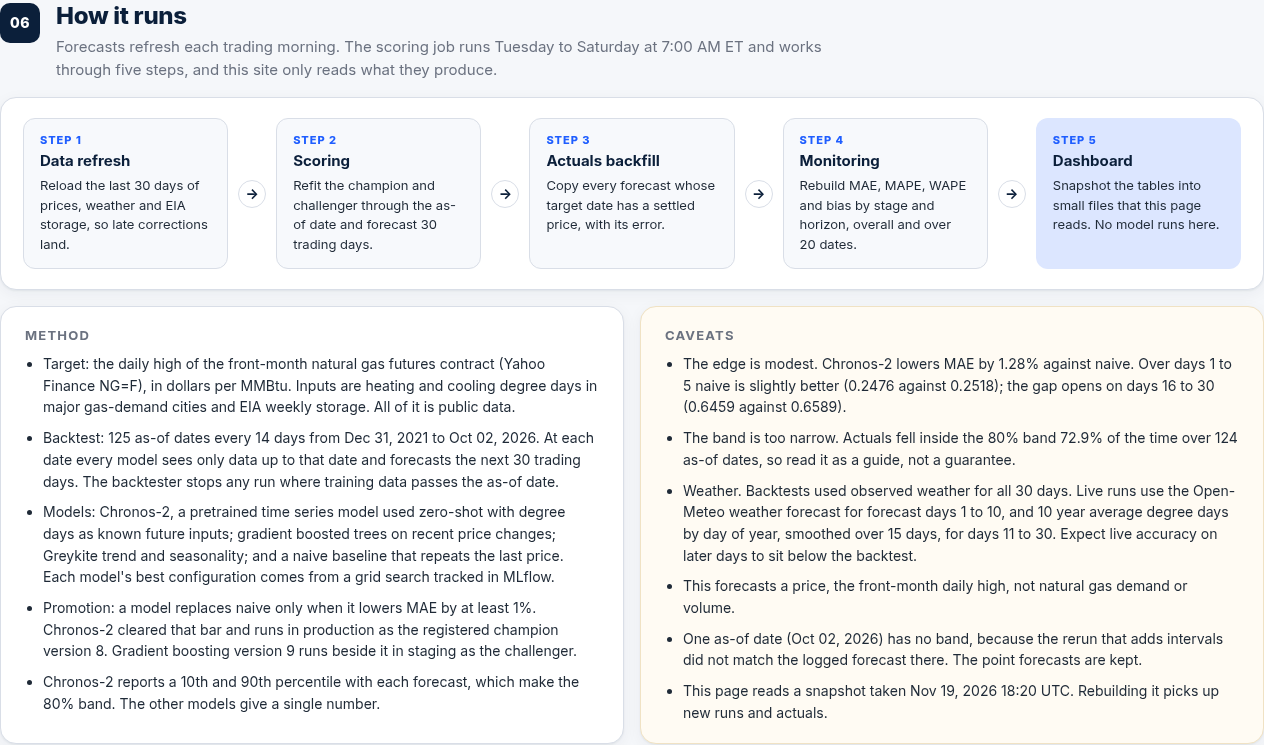 06
How it runs
Forecasts refresh each trading morning. The scoring job runs Tuesday to Saturday at 7:00 AM ET and works
through five steps, and this site only reads what they produce.
STEP 1
Data refresh
Reload the last 30 days of
prices, weather and EIA
storage, so late corrections
land.
→
STEP 2
Scoring
Refit the champion and
challenger through the as-
of date and forecast 30
trading days.
→
STEP 3
Actuals backfill
Copy every forecast whose
target date has a settled
price, with its error.
→
STEP 4
Monitoring
Rebuild MAE, MAPE, WAPE
and bias by stage and
horizon, overall and over
20 dates.
→
STEP 5
Dashboard
Snapshot the tables into
small files that this page
reads. No model runs here.
METHOD
• Target: the daily high of the front-month natural gas futures contract (Yahoo
Finance NG=F), in dollars per MMBtu. Inputs are heating and cooling degree days in
major gas-demand cities and EIA weekly storage. All of it is public data.
• Backtest: 125 as-of dates every 14 days from Dec 31, 2021 to Oct 02, 2026. At each
date every model sees only data up to that date and forecasts the next 30 trading
days. The backtester stops any run where training data passes the as-of date.
• Models: Chronos-2, a pretrained time series model used zero-shot with degree
days as known future inputs; gradient boosted trees on recent price changes;
Greykite trend and seasonality; and a naive baseline that repeats the last price.
Each model's best configuration comes from a grid search tracked in MLflow.
• Promotion: a model replaces naive only when it lowers MAE by at least 1%.
Chronos-2 cleared that bar and runs in production as the registered champion
version 8. Gradient boosting version 9 runs beside it in staging as the challenger.
• Chronos-2 reports a 10th and 90th percentile with each forecast, which make the
80% band. The other models give a single number.
CAVEATS
• The edge is modest. Chronos-2 lowers MAE by 1.28% against naive. Over days 1 to
5 naive is slightly better (0.2476 against 0.2518); the gap opens on days 16 to 30
(0.6459 against 0.6589).
• The band is too narrow. Actuals fell inside the 80% band 72.9% of the time over 124
as-of dates, so read it as a guide, not a guarantee.
• Weather. Backtests used observed weather for all 30 days. Live runs use the Open-
Meteo weather forecast for forecast days 1 to 10, and 10 year average degree days
by day of year, smoothed over 15 days, for days 11 to 30. Expect live accuracy on
later days to sit below the backtest.
• This forecasts a price, the front-month daily high, not natural gas demand or
volume.
• One as-of date (Oct 02, 2026) has no band, because the rerun that adds intervals
did not match the logged forecast there. The point forecasts are kept.
• This page reads a snapshot taken Nov 19, 2026 18:20 UTC. Rebuilding it picks up
new runs and actuals.